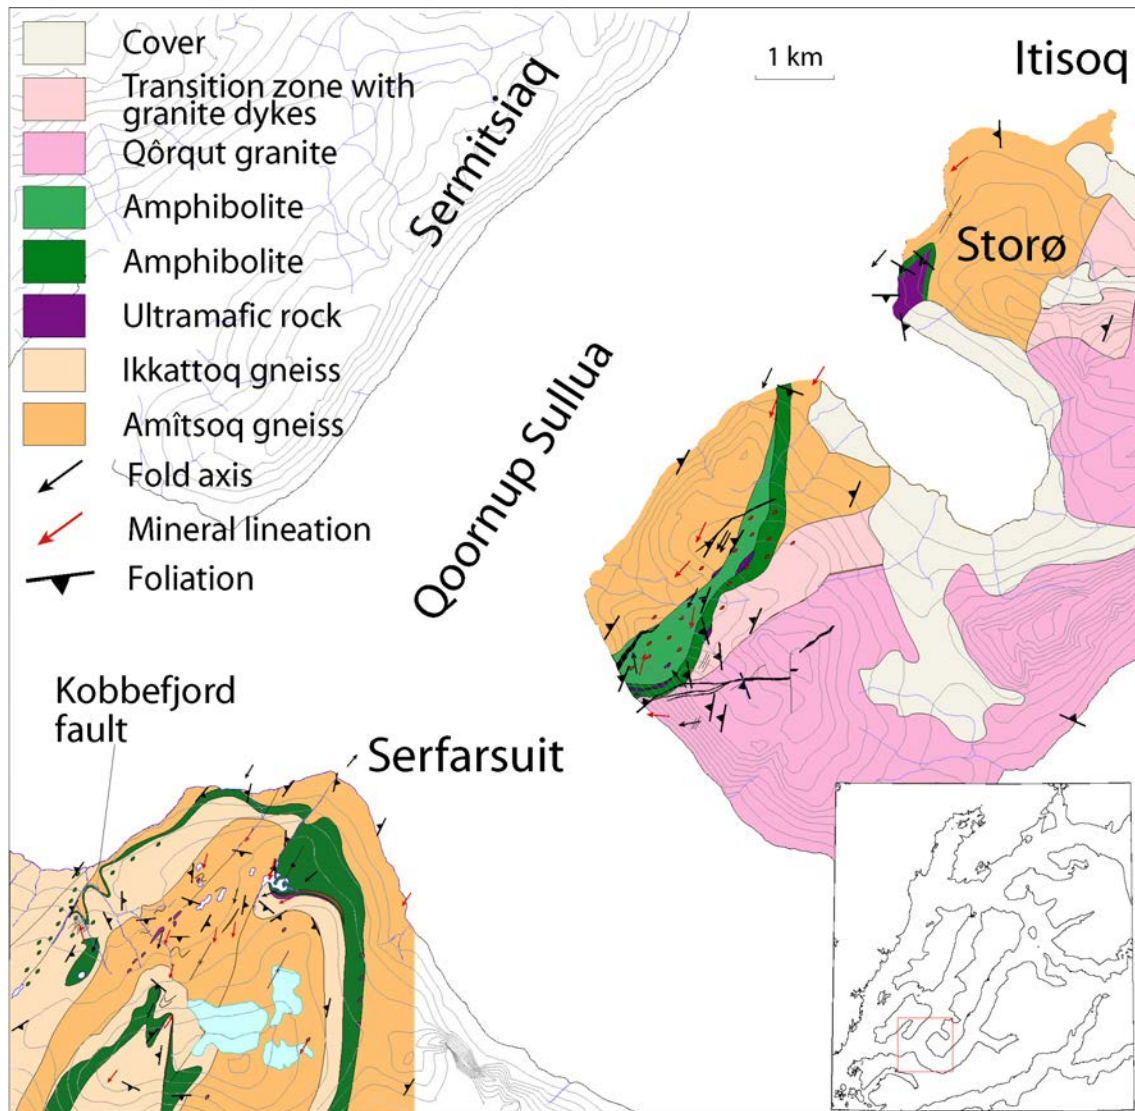 Cover
Transition zone with
granite dykes
Qôrqut granite
Amphibolite
Amphibolite
Ultramafic rock
Ikkattoq gneiss
Amîtsoq gneiss
Fold axis
Mineral lineation
Foliation
Sermitsiaq
1 km
Itisoq
Storø
Qoornup Sullua
Kobbefjord
fault
Serfarsuit